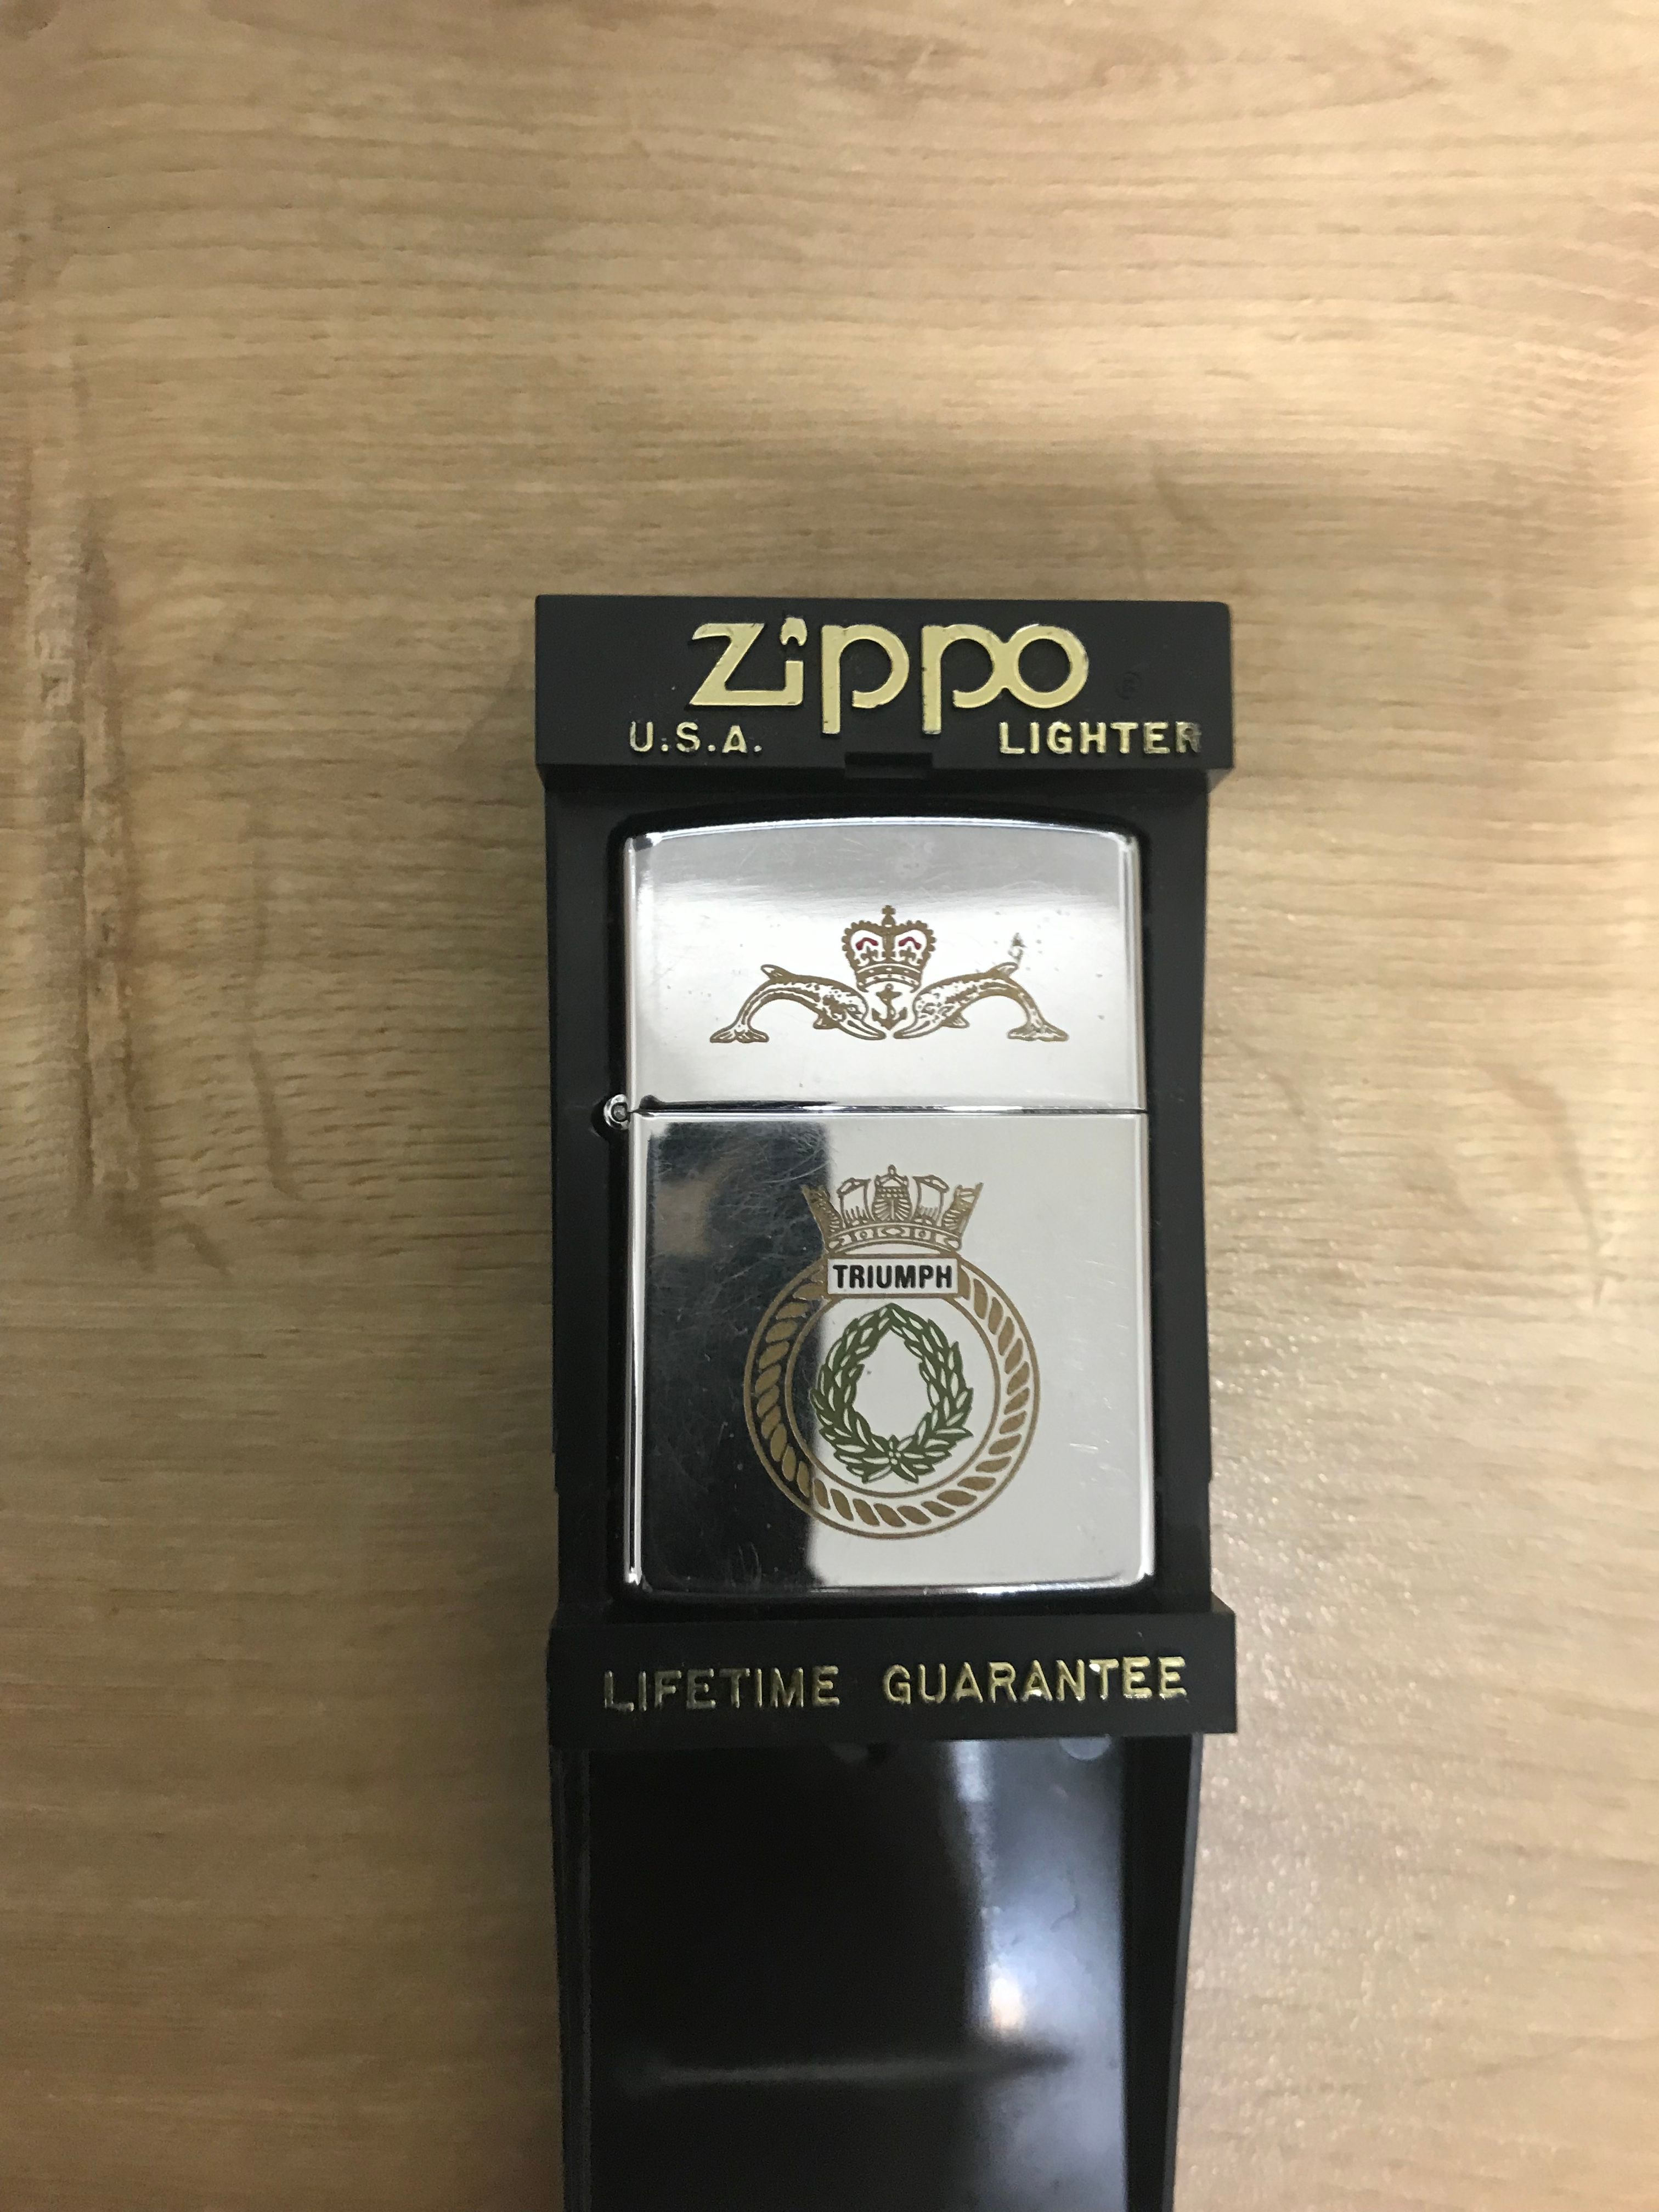 Zippo ®
U.S.A. LIGHTER
TRIUMPH
LIFETIME GUARANTEE